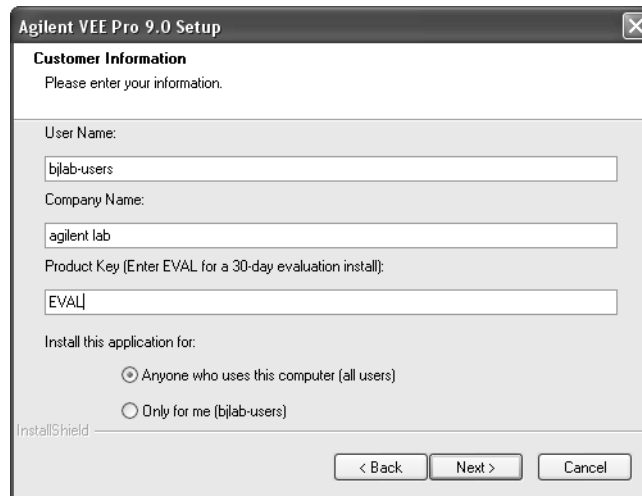 Agilent VEE Pro 9.0 Setup
Customer Information
Please enter your information.
User Name:
bjlab-users
Company Name:
agilent lab
Product Key (Enter EVAL for a 30-day evaluation install):
EVAL
Install this application for:
Anyone who uses this computer (all users)
Only for me (bjlab-users)
InstallShield
< Back Next > Cancel